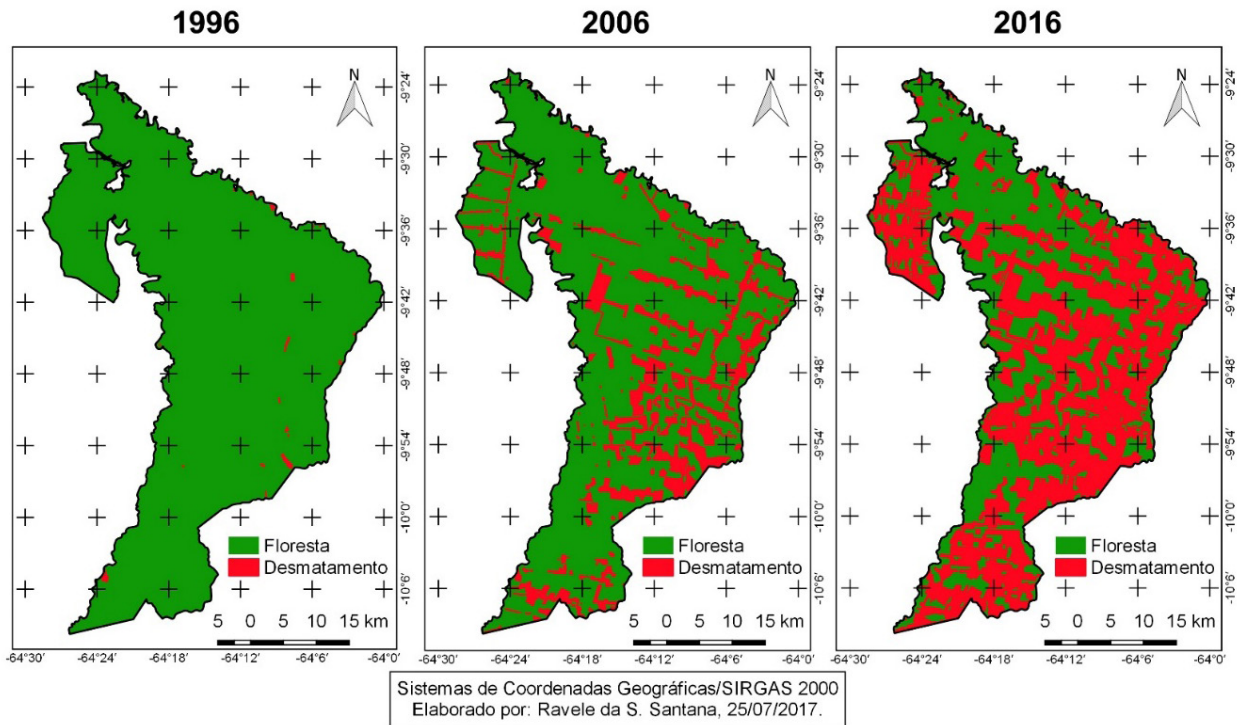 1996
2006
2016
N
N
N
-9°24'
-9°30'
-9°36'
-9°42'
-9°48'
-9°54'
-10°0'
-10°6'
-9°24'
-9°30'
-9°36'
-9°42'
-9°48'
-9°54'
-10°0'
-10°6'
-9°24'
-9°30'
-9°36'
-9°42'
-9°48'
-9°54'
-10°0'
-10°6'
Floresta
Desmatamento
Floresta
Desmatamento
Floresta
Desmatamento
5 0 5 10 15 km
5 0 5 10 15 km
5 0 5 10 15 km
-64°30' -64°24' -64°18' -64°12' -64°6' -64°0'
-64°30' -64°24' -64°18' -64°12' -64°6' -64°0'
-64°30' -64°24' -64°18' -64°12' -64°6' -64°0'
Sistemas de Coordenadas Geográficas/SIRGAS 2000
Elaborado por: Ravele da S. Santana, 25/07/2017.